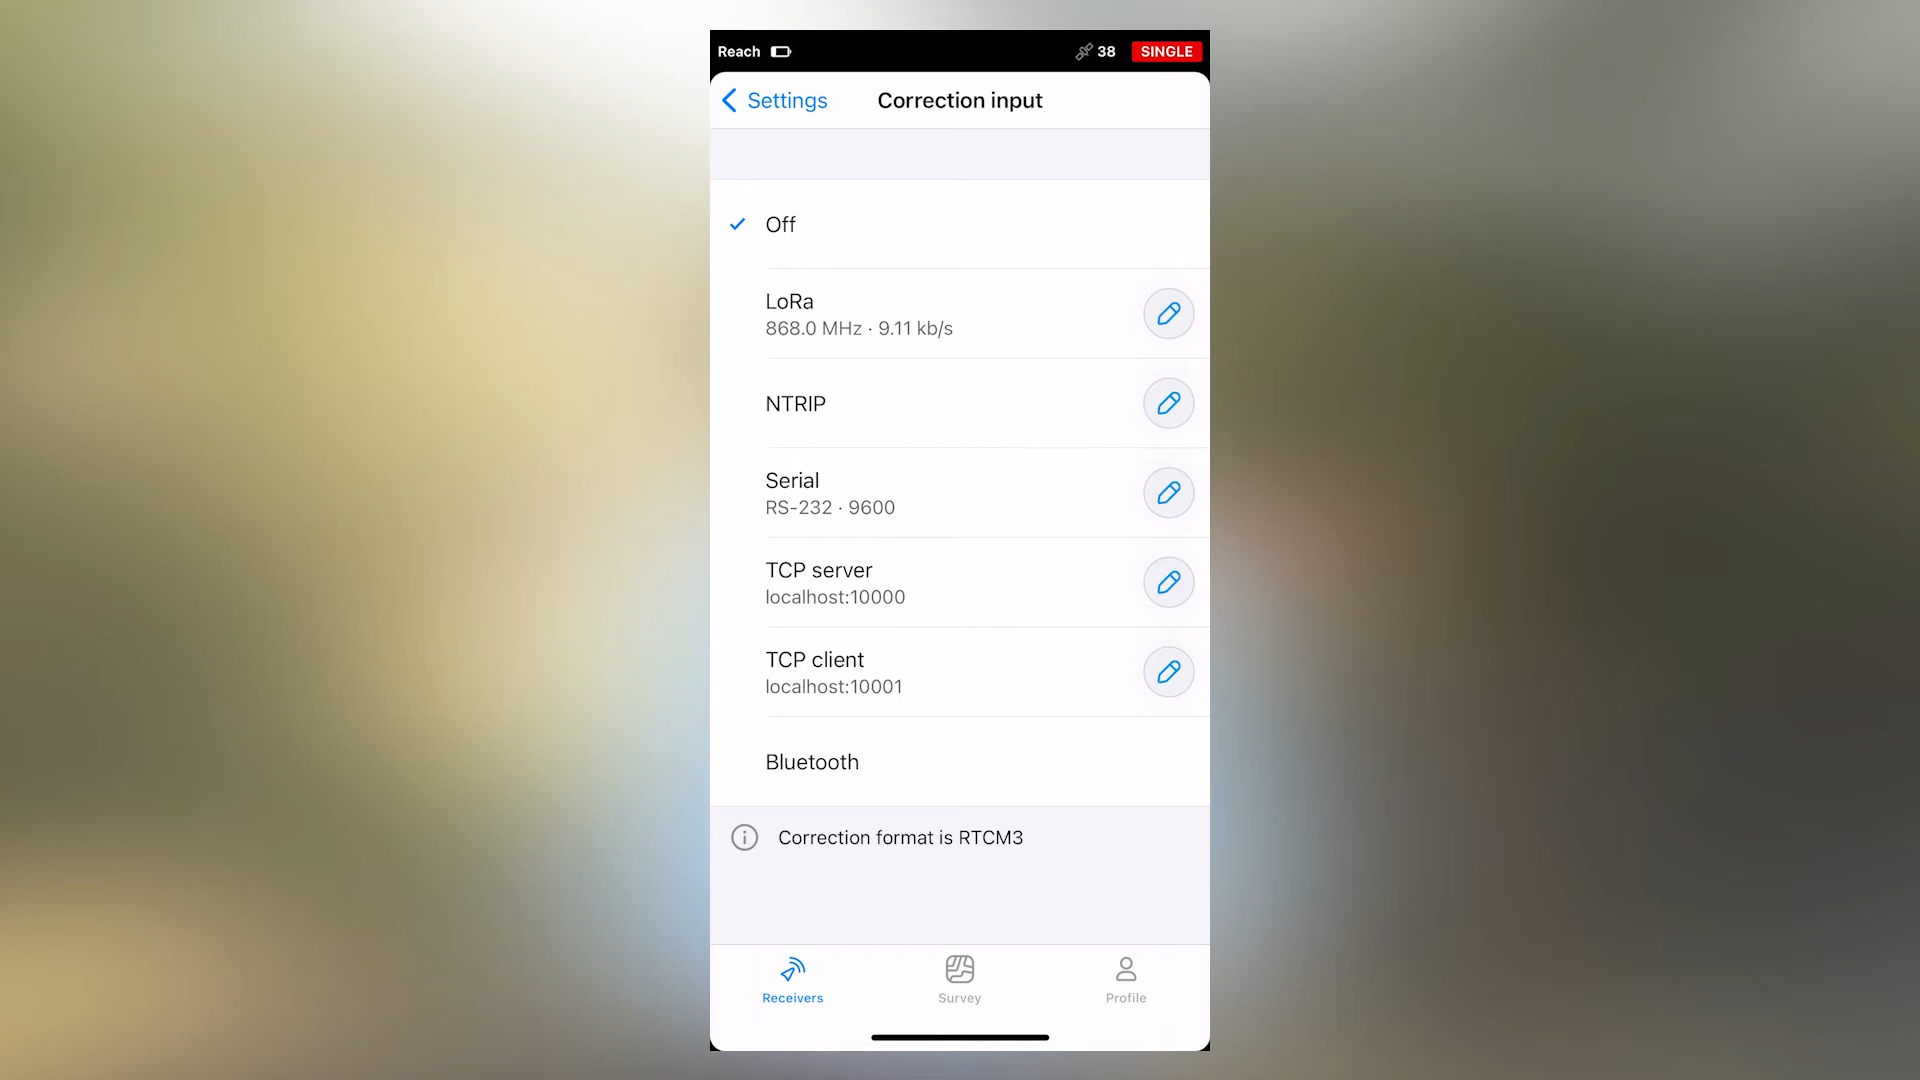 Reach 38 SINGLE
Settings Correction input
Off
LoRa
868.0 MHz · 9.11 kb/s
NTRIP
Serial
RS-232 · 9600
TCP server
localhost:10000
TCP client
localhost:10001
Bluetooth
Correction format is RTCM3
Receivers Survey Profile